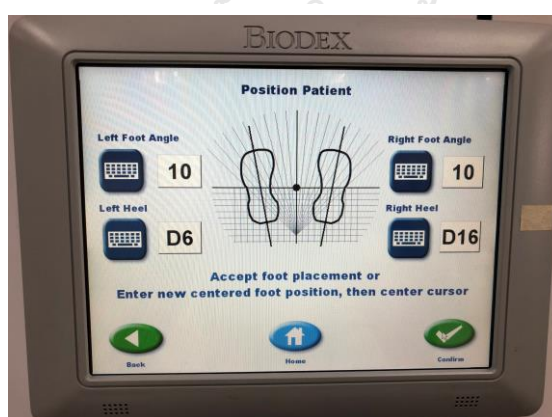 BIODEX
Position Patient
Left Foot Angle
10
Right Foot Angle
10
Left Heel
D6
Right Heel
D16
Accept foot placement or
Enter new centered foot position, then center cursor
Back
Home
Confirm